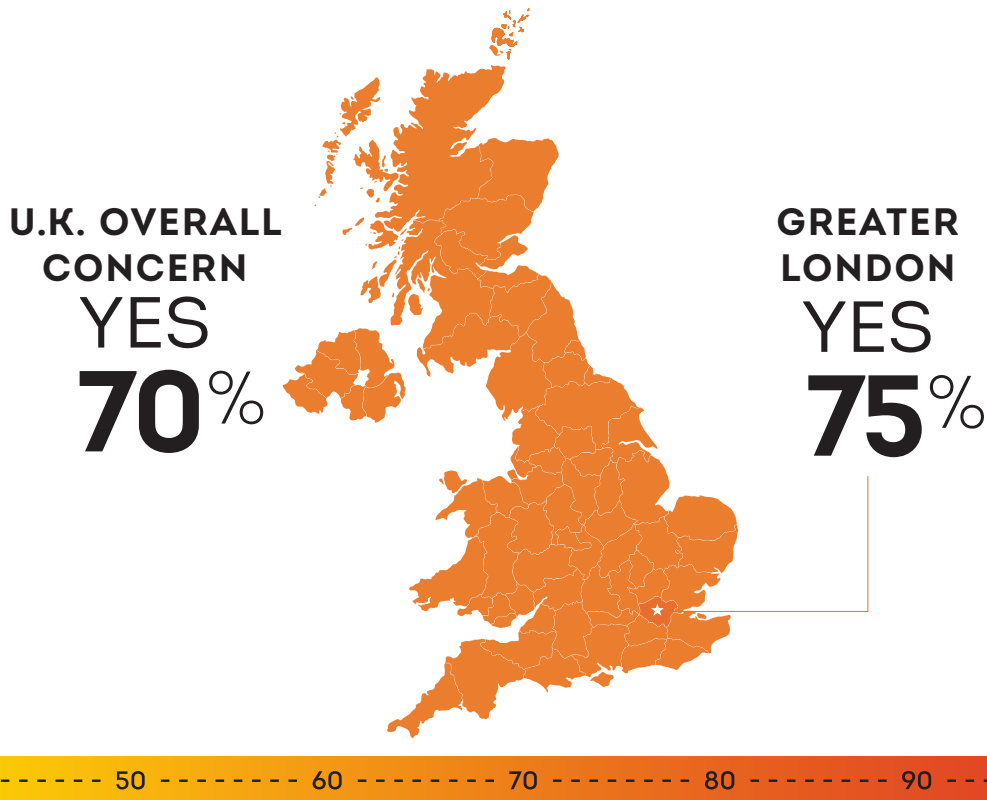 U.K. OVERALL
CONCERN
YES
70%
GREATER
LONDON
YES
75%
50 60 70 80 90